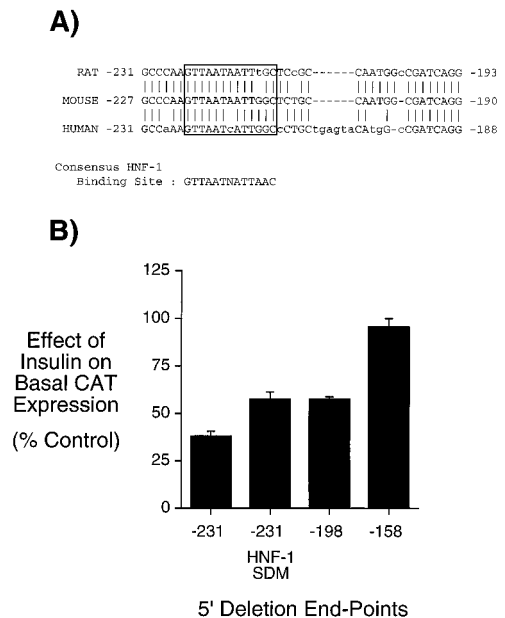 A)
RAT -231 GCCCAAGTTAATAATTtGCTCcGC------CAATGGcCGATCAGG -193
MOUSE -227 GCCCAAGTTAATAATTGGCTCTGC------CAATGG-CGATCAGG -190
HUMAN -231 GCCaAAGTTAATcATTGGCcCTGCtgagtaCAtgG-cCGATCAGG -188
Consensus HNF-1
Binding Site : GTTAATNATTAAC
B)
125
100
75
50
25
0
Effect of
Insulin on
Basal CAT
Expression
(% Control)
-231 -231 -198 -158
HNF-1
SDM
5' Deletion End-Points